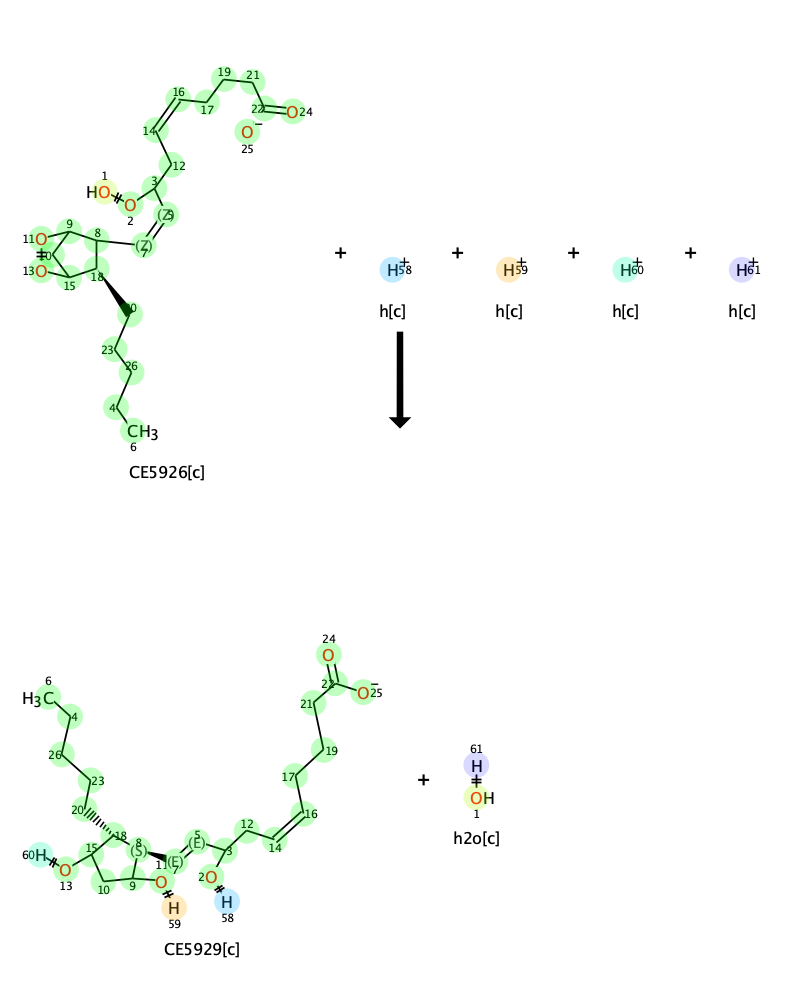 19 21
16
22 O 24
17
14 O −
25
12
1
HO 3
O
2 (Z) 5
9
11 O 8
(Z)
10 7
13 O
15 18
20
23
26
4
CH3
6
CE5926[c]
+ H+ 58 + H+ 59 + H+ 60 + H+ 61
h[c] h[c] h[c] h[c]
24
O
22
O− 25
21
6
H3C
4
19
26
17
23
20
16
12
5
18 8 (E)
(S) 14
60 H 15 11 (E) 3
O 7
13 10 9 O 2 O
H H
59 58
CE5929[c]
+
61
H
OH
1
h2o[c]